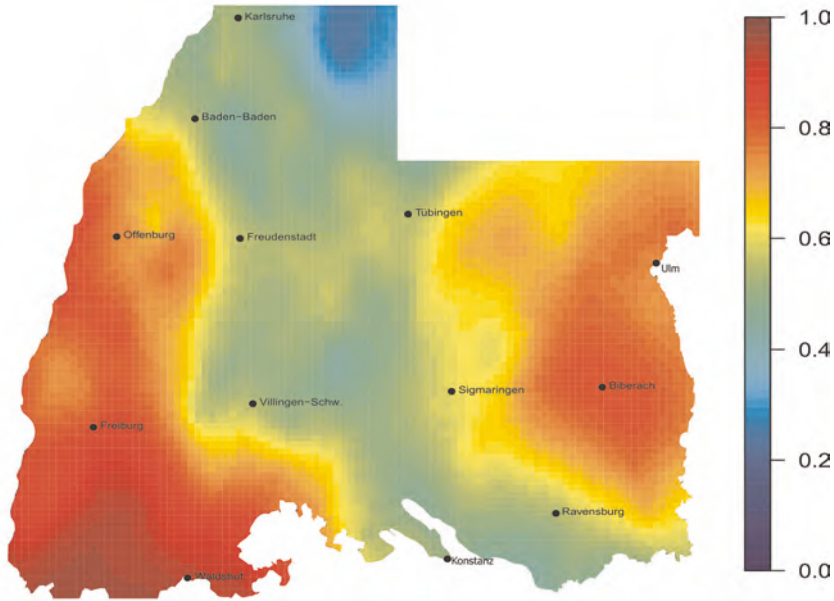 Karlsruhe
1.0
Baden-Baden
0.8
Tübingen
Offenburg
Freudenstadt
Ulm
0.6
0.4
Sigmaringen
Biberach
Villingen-Schw.
Freiburg
0.2
Ravensburg
Konstanz
Waldshut
0.0